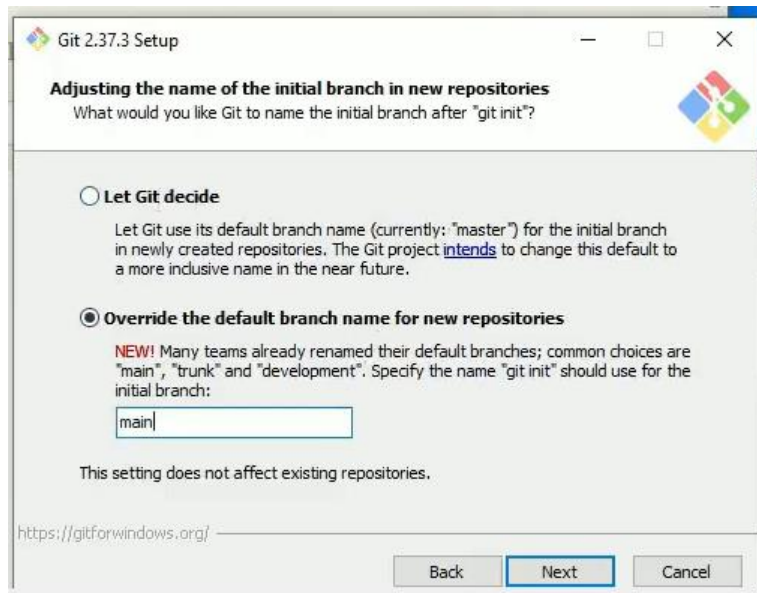 Git 2.37.3 Setup
Adjusting the name of the initial branch in new repositories
What would you like Git to name the initial branch after "git init"?
Let Git decide
Let Git use its default branch name (currently: "master") for the initial branch
in newly created repositories. The Git project intends to change this default to
a more inclusive name in the near future.
Override the default branch name for new repositories
NEW! Many teams already renamed their default branches; common choices are
"main", "trunk" and "development". Specify the name "git init" should use for the
initial branch:
main
This setting does not affect existing repositories.
https://gitforwindows.org/
Back Next Cancel